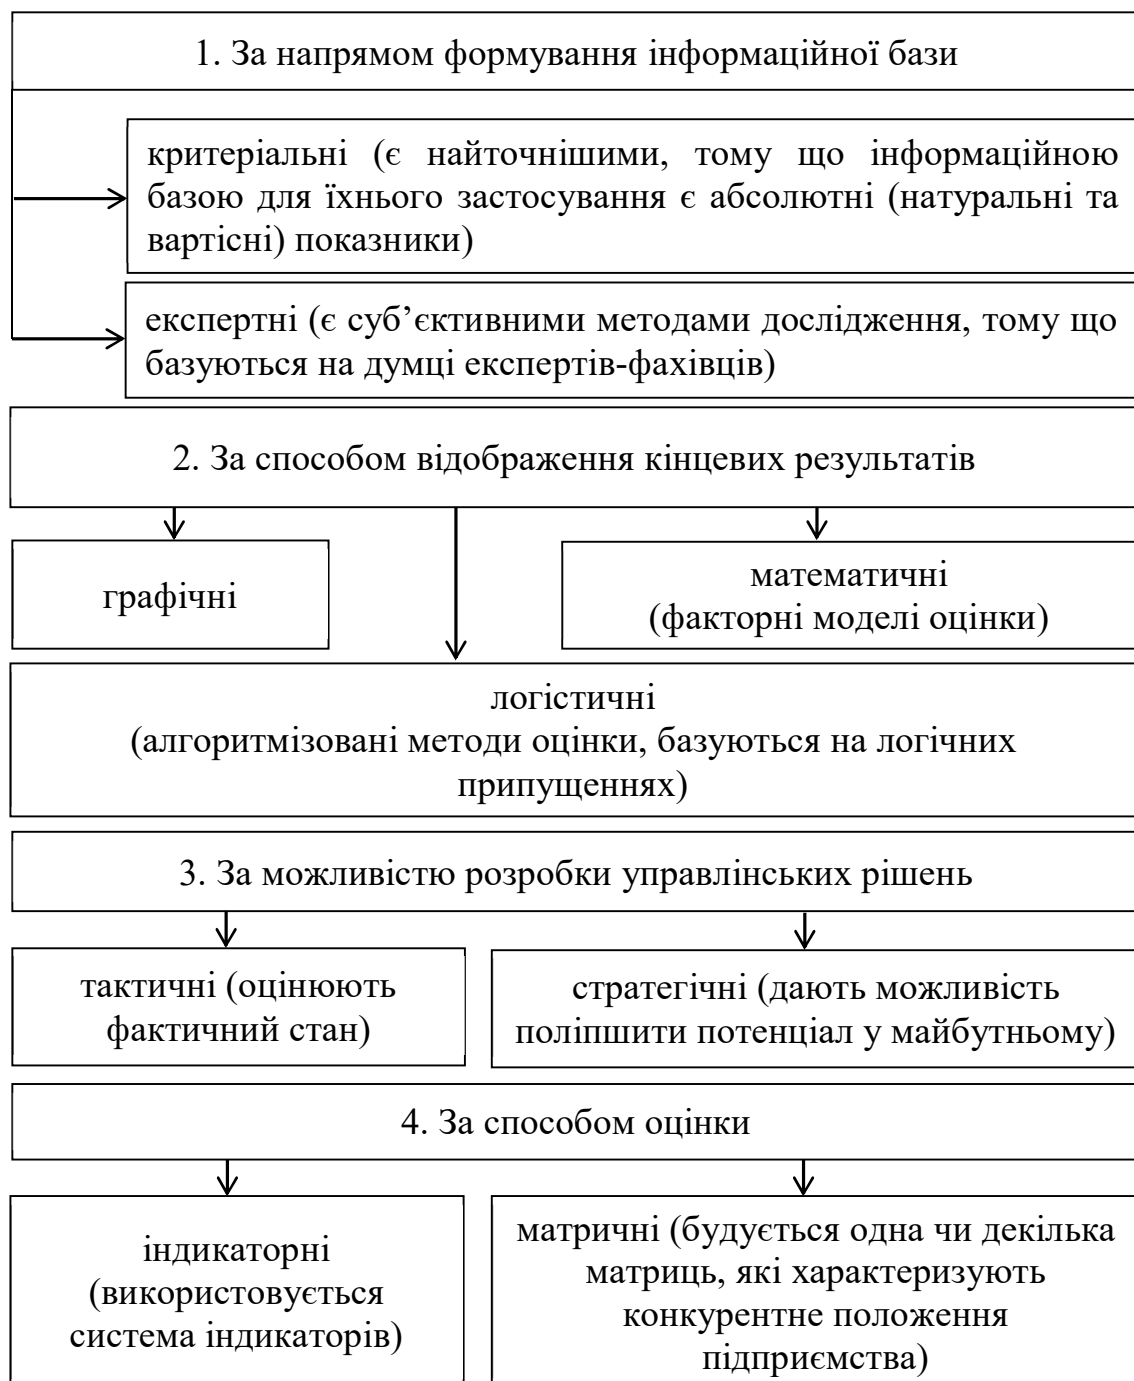 1. За напрямом формування інформаційної бази
критеріальні (є найточнішими, тому що інформаційною
базою для їхнього застосування є абсолютні (натуральні та
вартісні) показники)
експертні (є суб’єктивними методами дослідження, тому що
базуються на думці експертів-фахівців)
2. За способом відображення кінцевих результатів
графічні
математичні
(факторні моделі оцінки)
логістичні
(алгоритмізовані методи оцінки, базуються на логічних
припущеннях)
3. За можливістю розробки управлінських рішень
тактичні (оцінюють
фактичний стан)
стратегічні (дають можливість
поліпшити потенціал у майбутньому)
4. За способом оцінки
індикаторні
(використовується
система індикаторів)
матричні (будується одна чи декілька
матриць, які характеризують
конкурентне положення
підприємства)